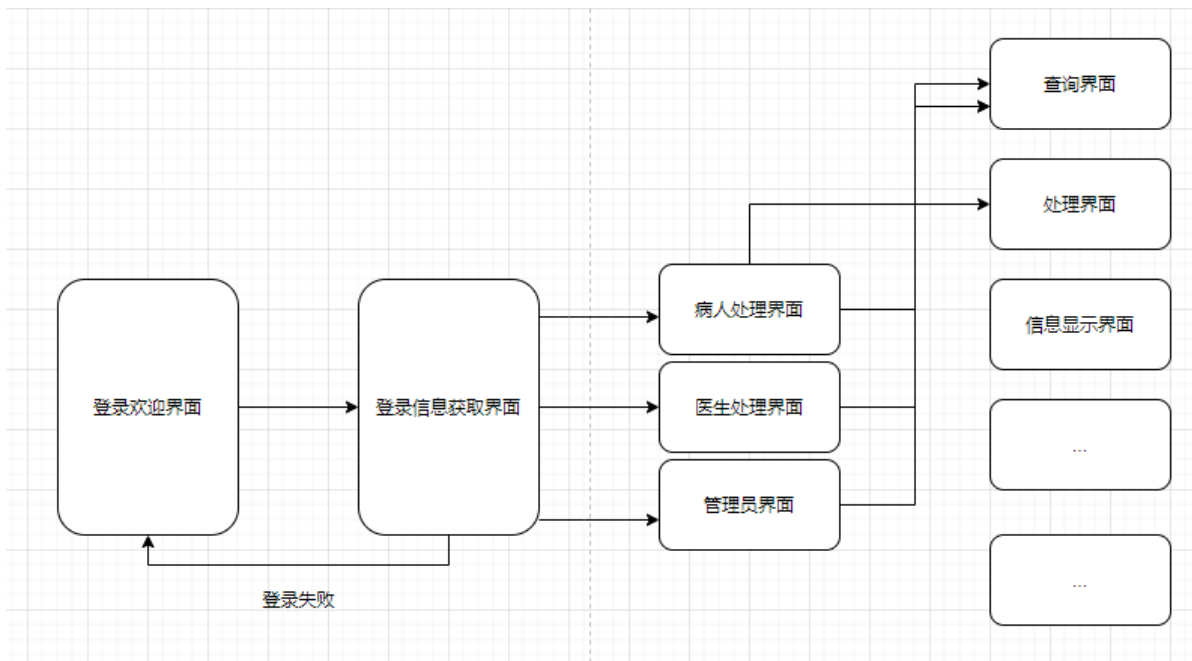 查询界面
处理界面
病人处理界面
信息显示界面
登录欢迎界面
登录信息获取界面
医生处理界面
...
管理员界面
...
登录失败